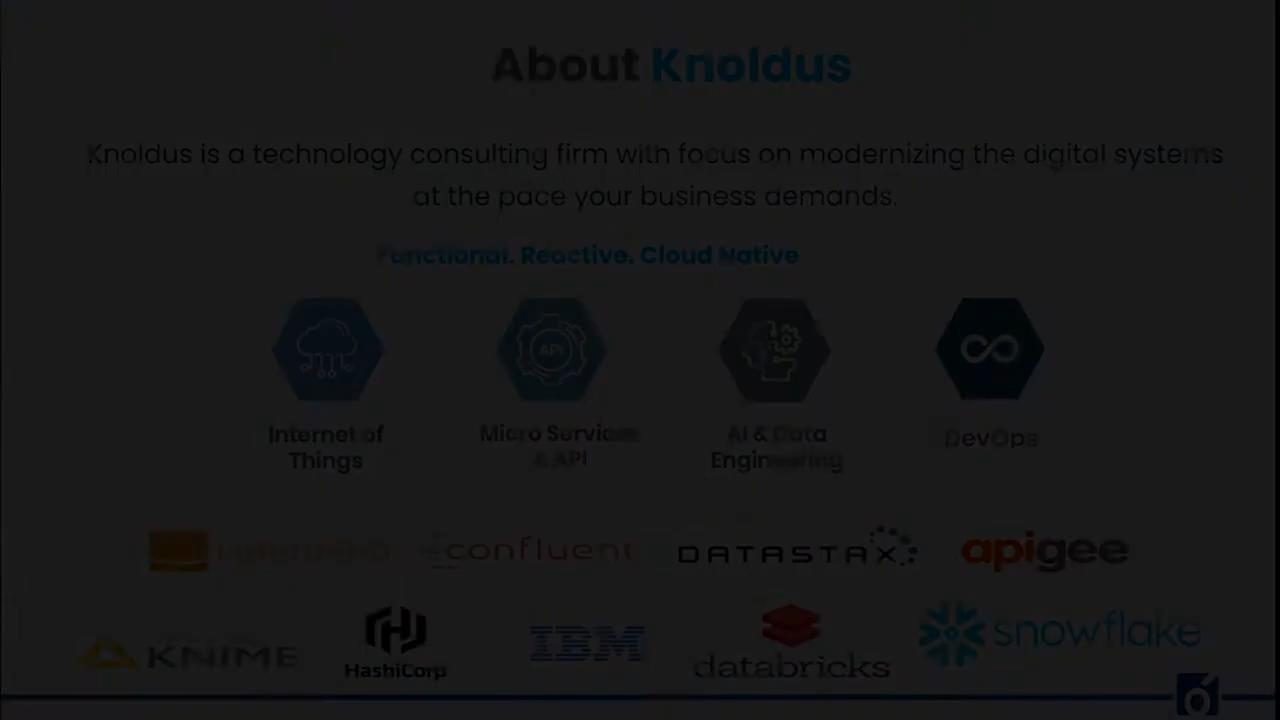 About Knoldus
Knoldus is a technology consulting firm with focus on modernizing the digital systems
at the pace your business demands.
Functional. Reactive. Cloud Native
API
Internet of
Things
Micro Services
& API
AI & Data
Engineering
DevOps
confluent
DATASTAX
apigee
KNIME
HashiCorp
IBM
databricks
snowflake